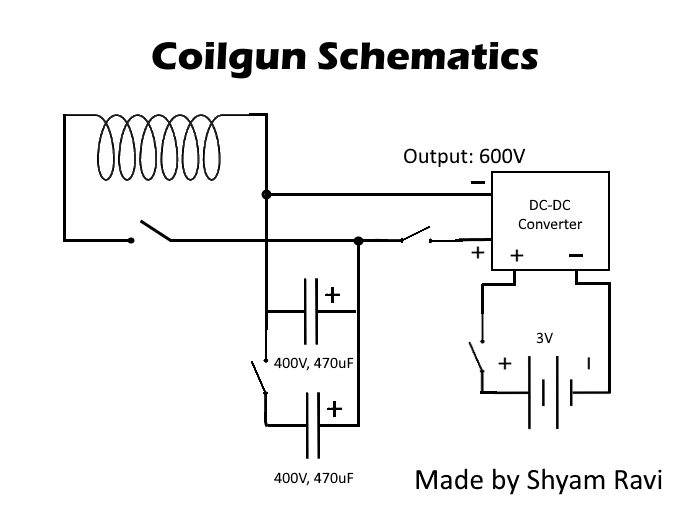 Coilgun Schematics
Output: 600V
−
DC-DC
Converter
+
+ −
3V
+
400V, 470uF
+ −
+
400V, 470uF
Made by Shyam Ravi